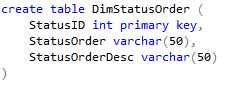 create table DimStatusOrder (
    StatusID int primary key,
    StatusOrder varchar(50),
    StatusOrderDesc varchar(50)
)